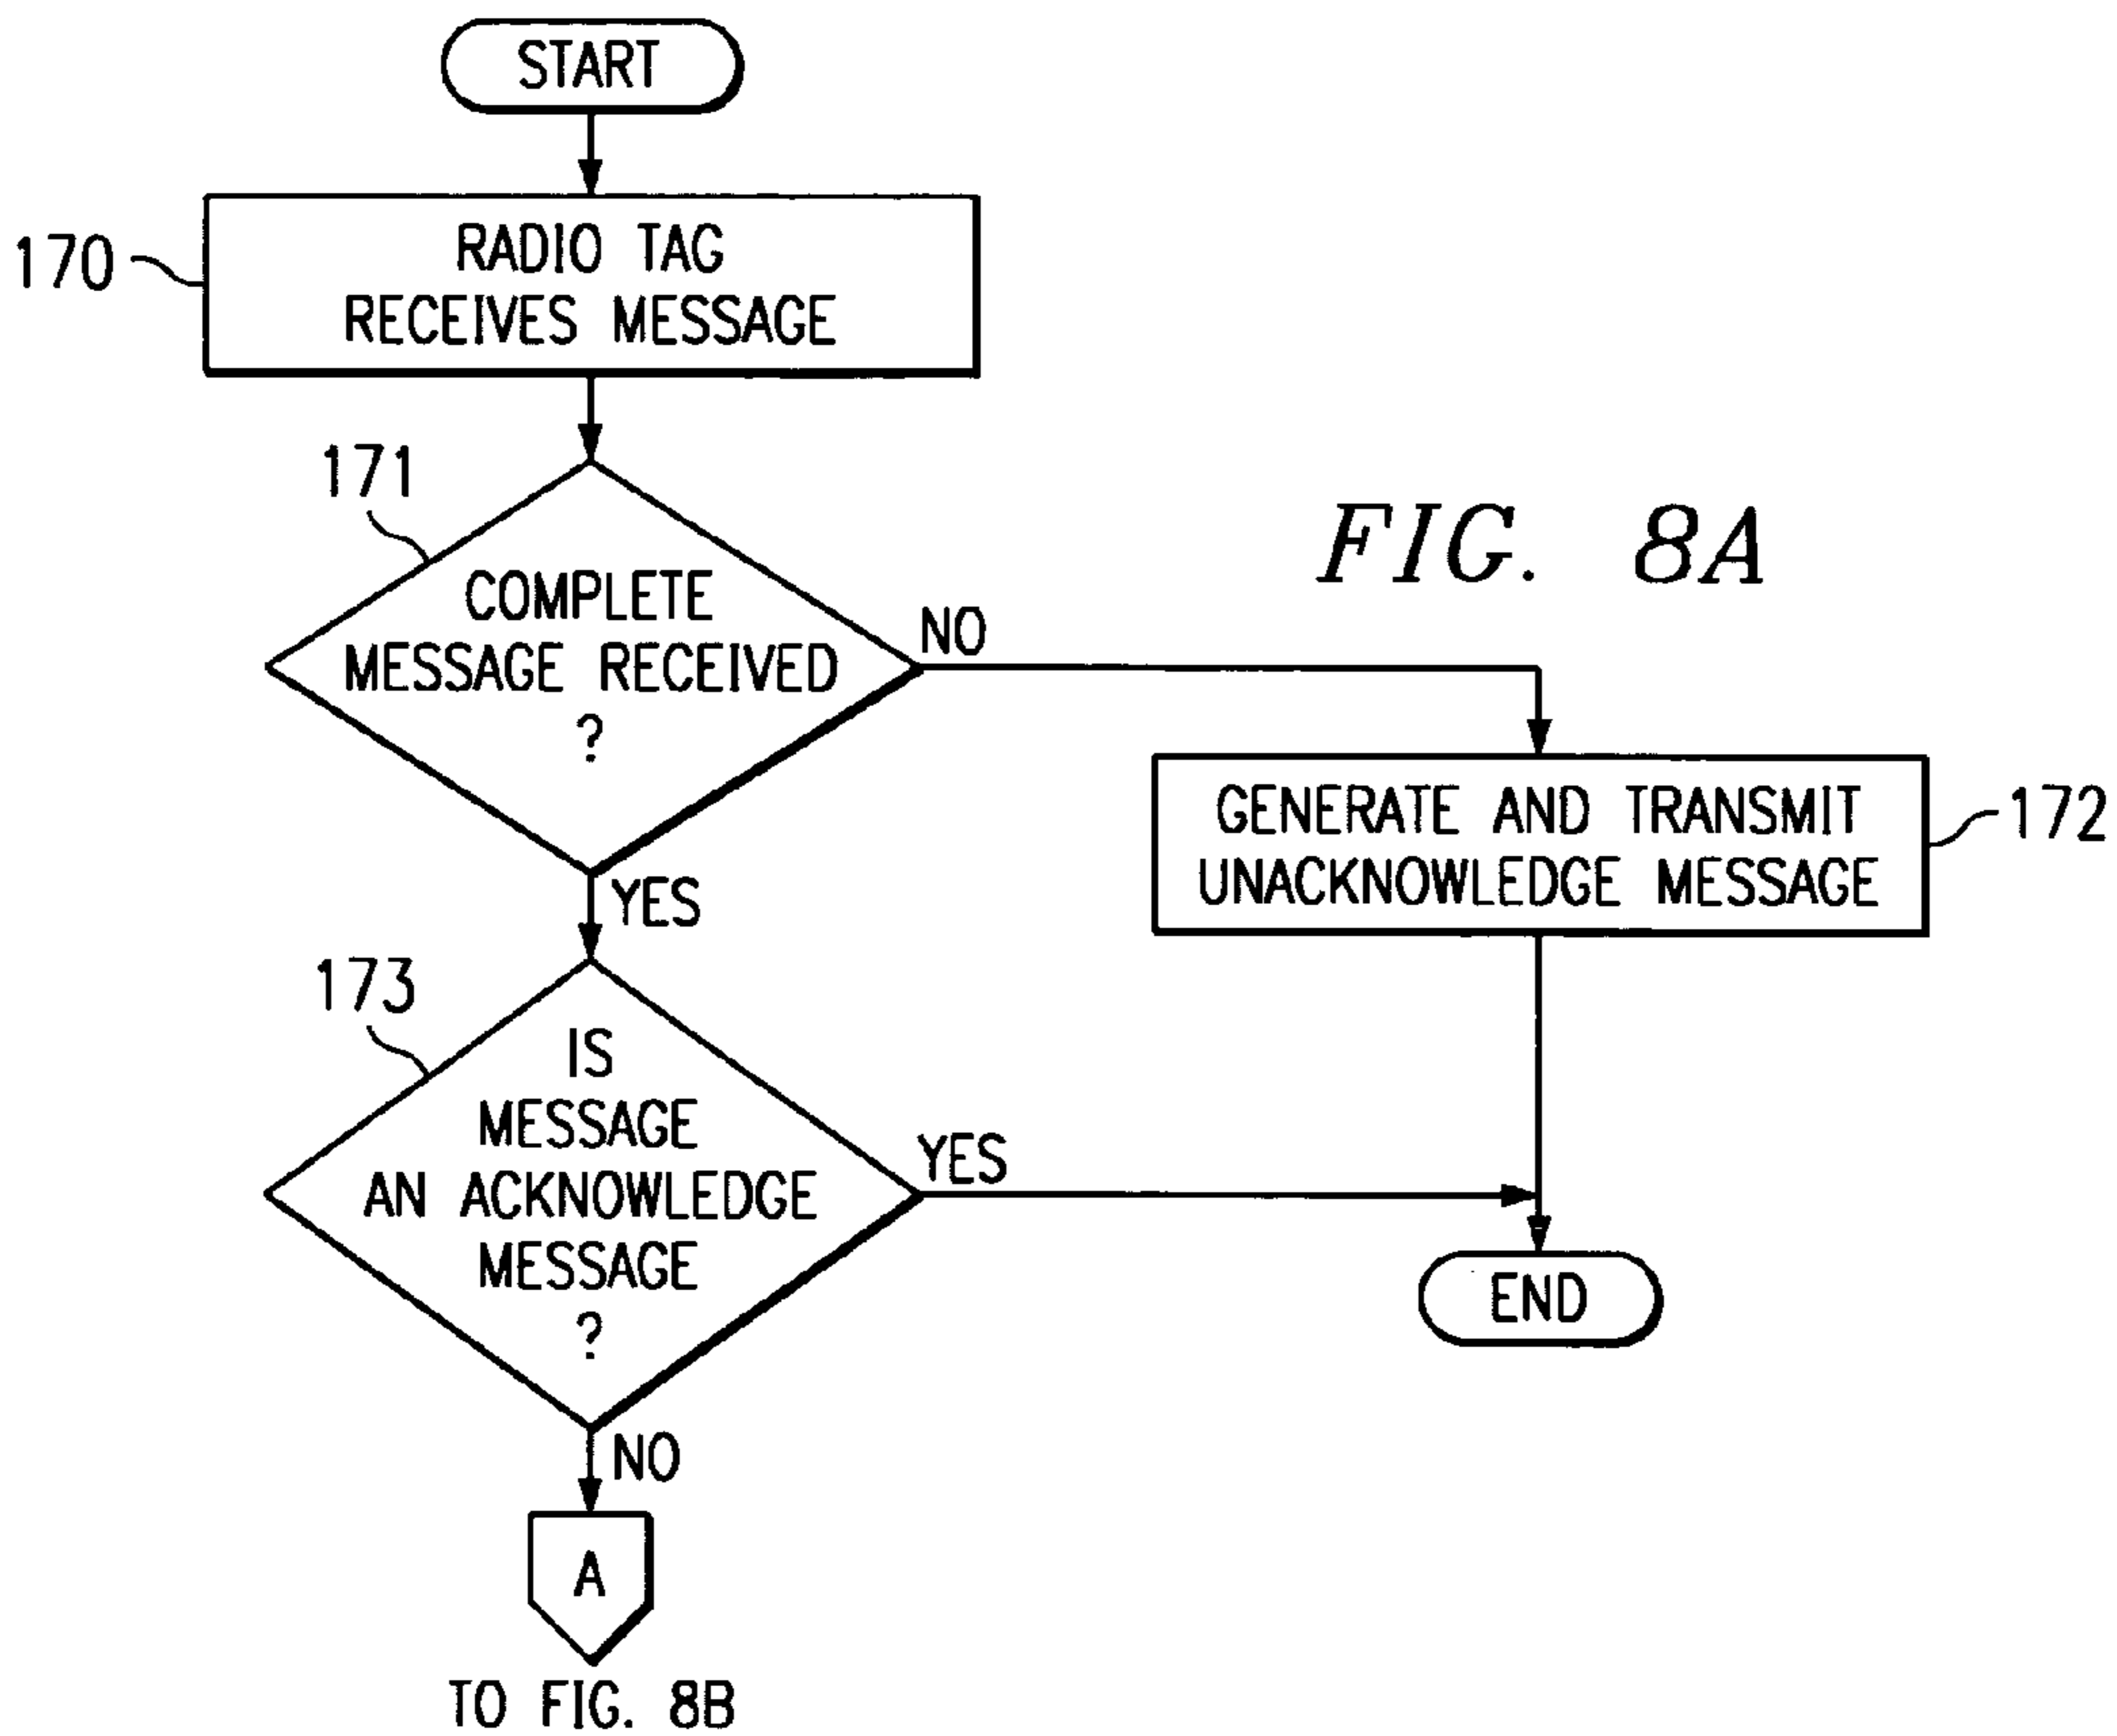 START
170
RADIO TAG
RECEIVES MESSAGE
171
COMPLETE
MESSAGE RECEIVED
?
NO
FIG. 8A
GENERATE AND TRANSMIT
UNACKNOWLEDGE MESSAGE
172
YES
173
IS
MESSAGE
AN ACKNOWLEDGE
MESSAGE
?
YES
END
NO
A
TO FIG. 8B